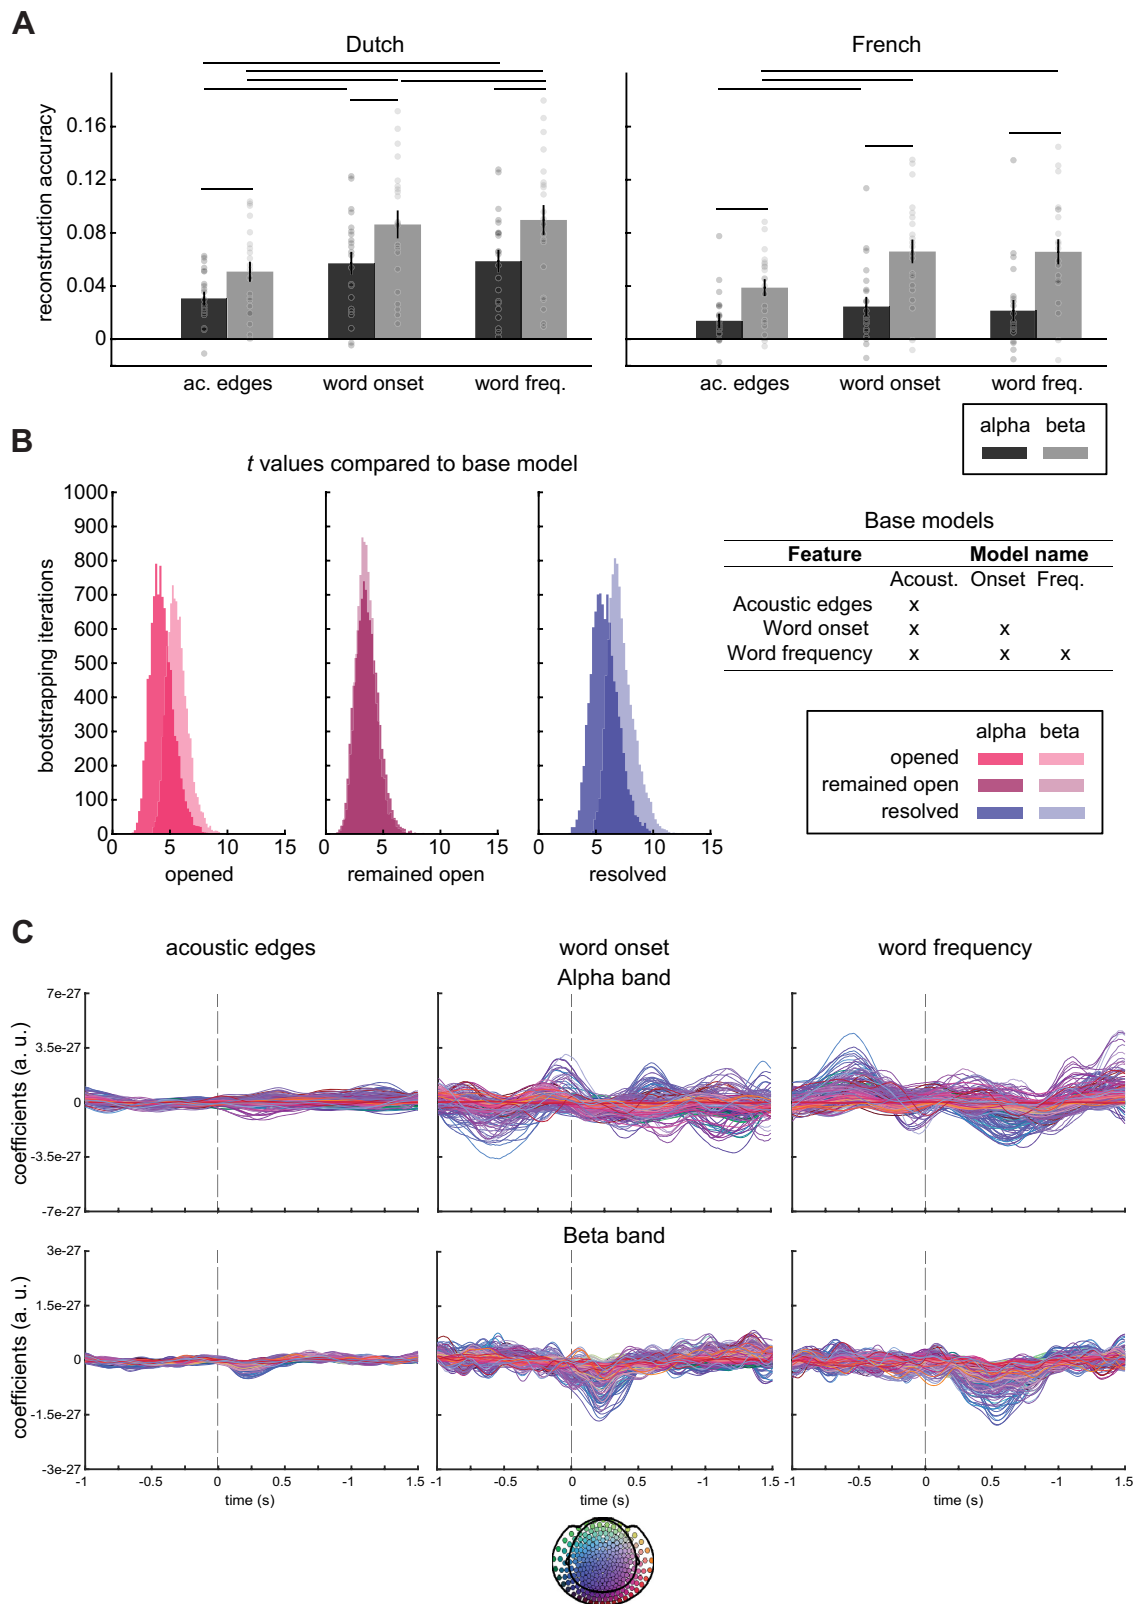 A
Dutch
French
reconstruction accuracy
0.16
0.12
0.08
0.04
0
ac. edges
word onset
word freq.
ac. edges
word onset
word freq.
alpha
beta
B
t values compared to base model
bootstrapping iterations
1000
900
800
700
600
500
400
300
200
100
0
0
5
10
15
opened
0
5
10
15
remained open
0
5
10
15
resolved
Base models
Feature Model name
Acoust. Onset Freq.
Acoustic edges x
Word onset x x
Word frequency x x x
alpha beta
opened
remained open
resolved
C
acoustic edges
word onset
word frequency
Alpha band
coefficients (a. u.)
7e-27
3.5e-27
0
-3.5e-27
-7e-27
Beta band
coefficients (a. u.)
3e-27
1.5e-27
0
-1.5e-27
-3e-27
-1 -0.5 0 0.5 -1 1.5
time (s)
-1 -0.5 0 0.5 -1 1.5
time (s)
-1 -0.5 0 0.5 -1 1.5
time (s)